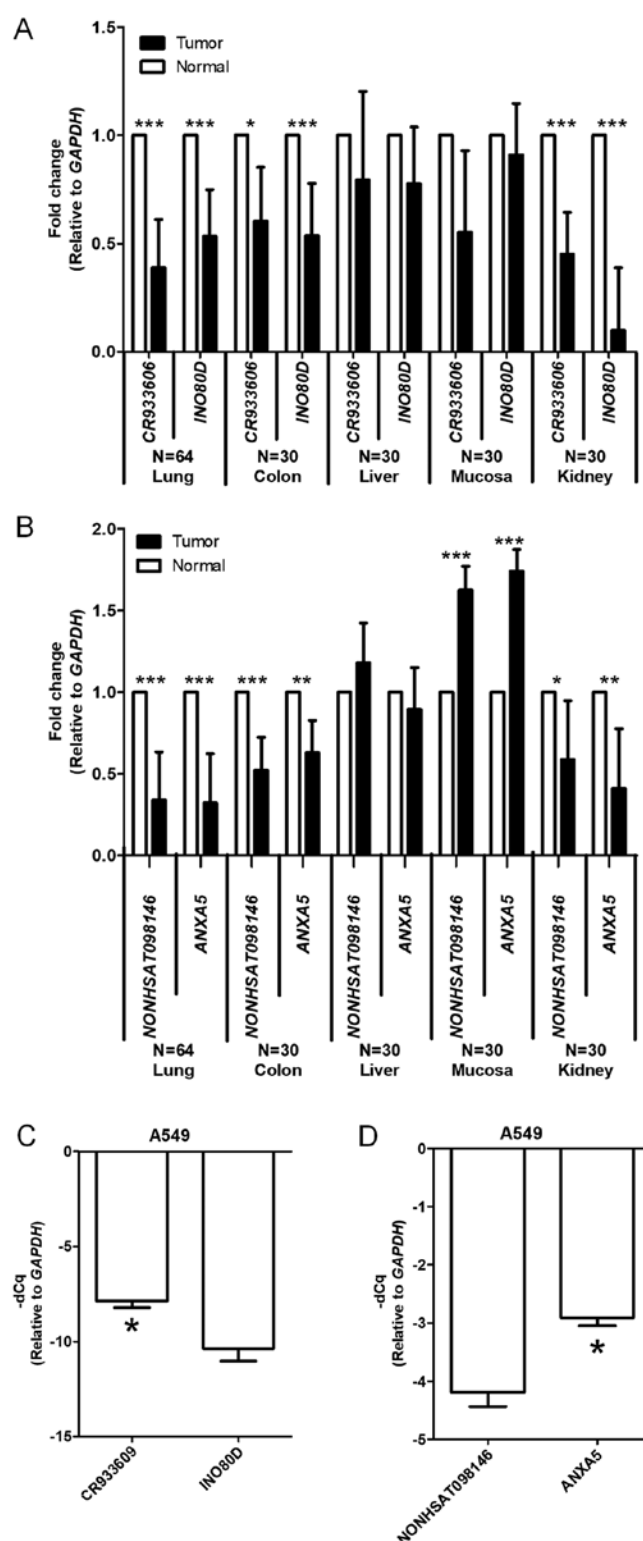 A
1.5
Tumor
Normal
*** *** * *** *** ***
1.0
Fold change
(Relative to GAPDH)
0.5
0.0
CR933606 INO80D CR933606 INO80D CR933606 INO80D CR933606 INO80D CR933606 INO80D
N=64 N=30 N=30 N=30 N=30
Lung Colon Liver Mucosa Kidney
B
2.0
Tumor
Normal
*** ***
1.5
*** *** *** ** * **
1.0
Fold change
(Relative to GAPDH)
0.5
0.0
NONHSAT098146 ANXA5 NONHSAT098146 ANXA5 NONHSAT098146 ANXA5 NONHSAT098146 ANXA5 NONHSAT098146 ANXA5
N=64 N=30 N=30 N=30 N=30
Lung Colon Liver Mucosa Kidney
C
A549
0
-5
-dCq
(Relative to GAPDH)
*
-10
-15
CR933609 INO80D
D
A549
0
-1
-2
-dCq
(Relative to GAPDH)
-3
*
-4
-5
NONHSAT098146 ANXA5